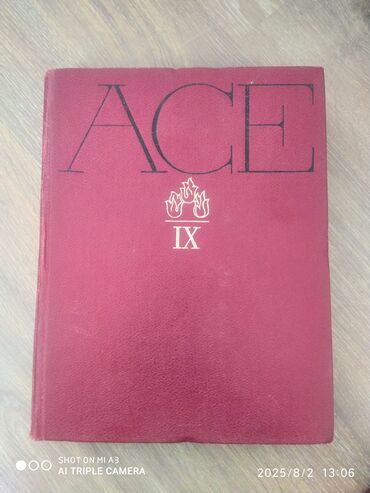 ACE
IX
SHOT ON MI A3
AI TRIPLE CAMERA
2025/8/2 13:06